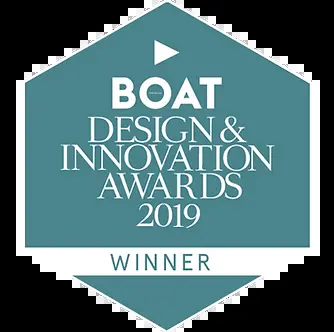 BOAT
DESIGN &
INNOVATION
AWARDS
2019
WINNER